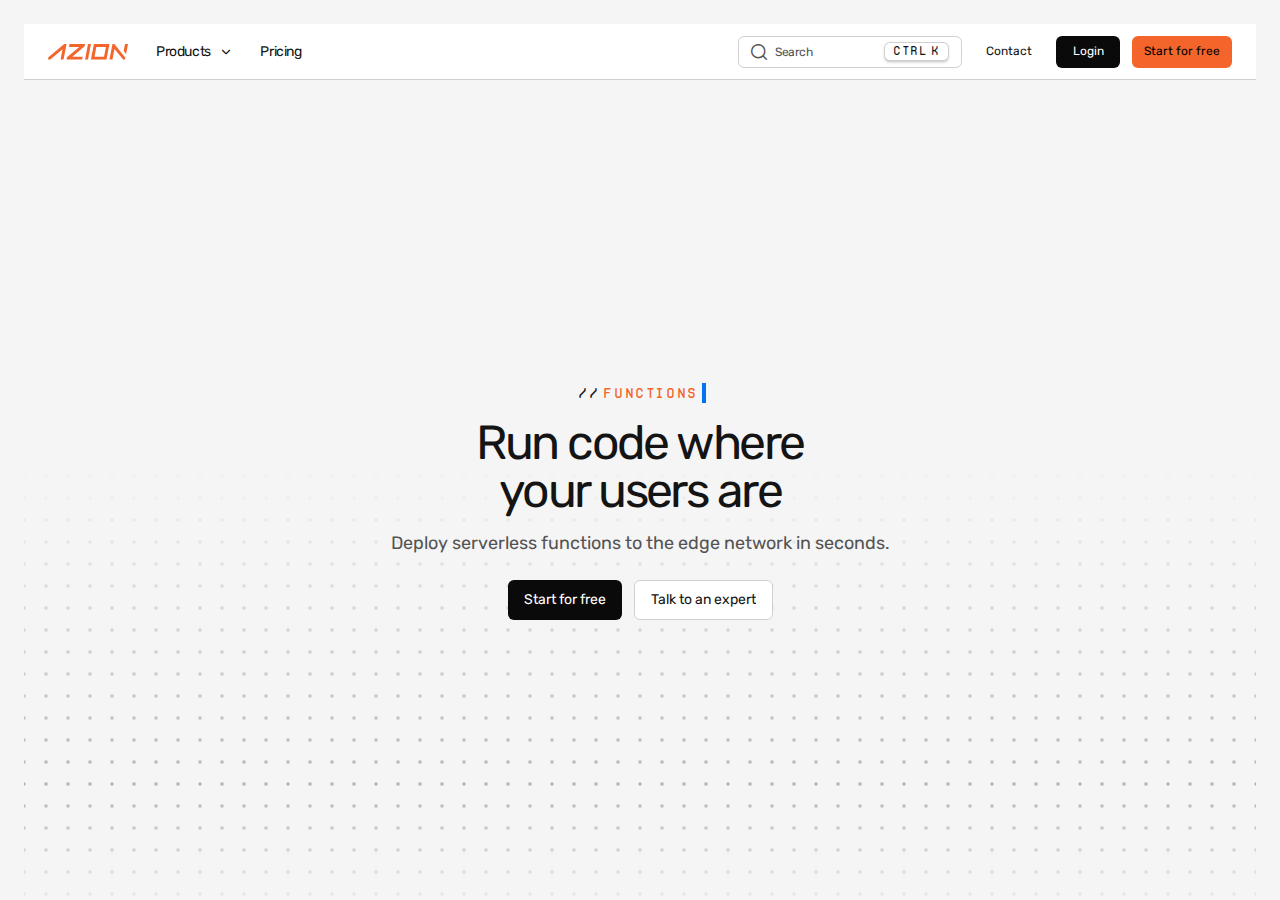 AZION
Products
Pricing
Search
CTRL K
Contact
Login
Start for free
// FUNCTIONS
Run code where
your users are
Deploy serverless functions to the edge network in seconds.
Start for free
Talk to an expert